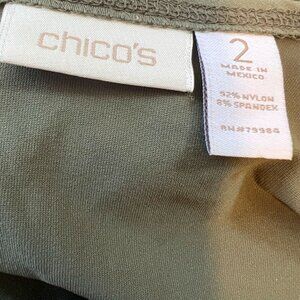 chico's
2
MADE IN
MEXICO
92% NYLON
8% SPANDEX
RN#79984